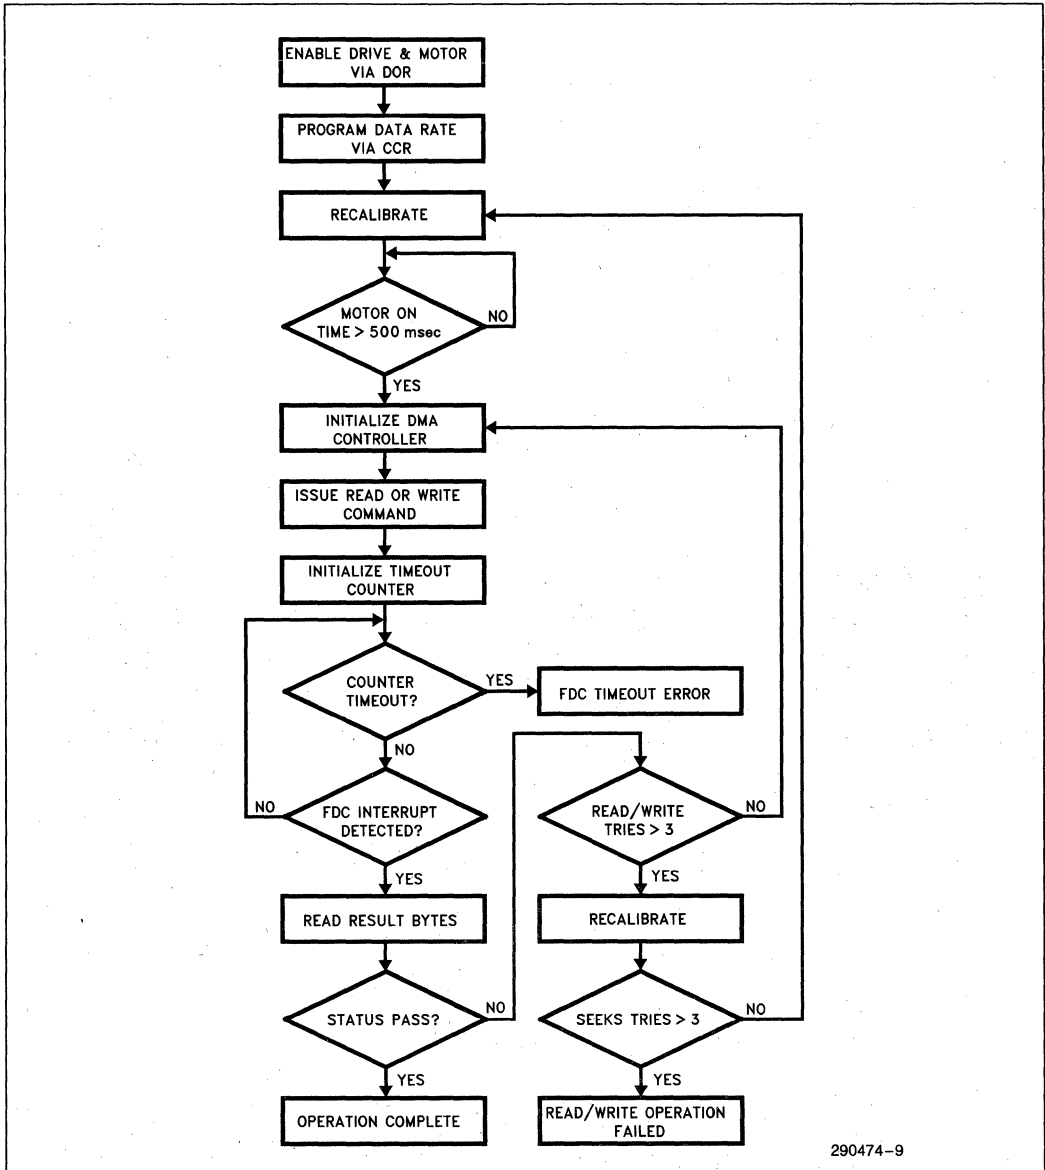 ENABLE DRIVE & MOTOR
VIA DOR
PROGRAM DATA RATE
VIA CCR
RECALIBRATE
MOTOR ON
TIME > 500 msec
NO
YES
INITIALIZE DMA
CONTROLLER
ISSUE READ OR WRITE
COMMAND
INITIALIZE TIMEOUT
COUNTER
COUNTER
TIMEOUT?
YES
FDC TIMEOUT ERROR
NO
FDC INTERRUPT
DETECTED?
NO
YES
READ/WRITE
TRIES > 3
NO
YES
READ RESULT BYTES
RECALIBRATE
STATUS PASS?
NO
YES
SEEKS TRIES > 3
NO
YES
OPERATION COMPLETE
READ/WRITE OPERATION
FAILED
290474-9